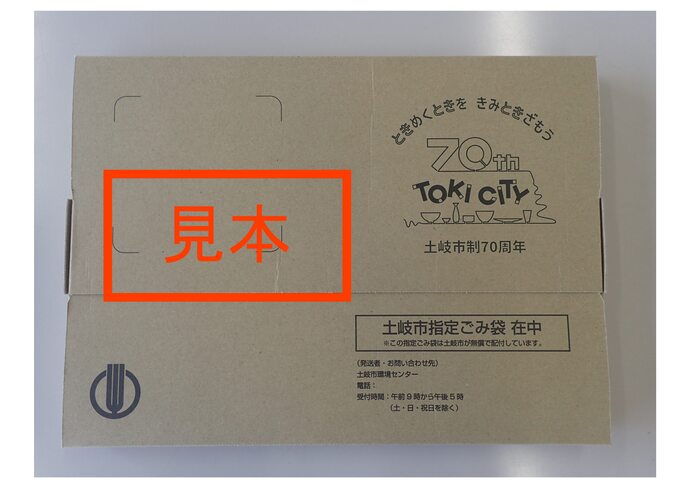 ときめくときを きみときざもう
70th
TOKI CITY
土岐市制70周年
見本
土岐市指定ごみ袋 在中
※この指定ごみ袋は土岐市が無償で配付しています。
(発送者・お問い合わせ先)
土岐市環境センター
電話:
受付時間:午前9時から午後5時
(土・日・祝日を除く)